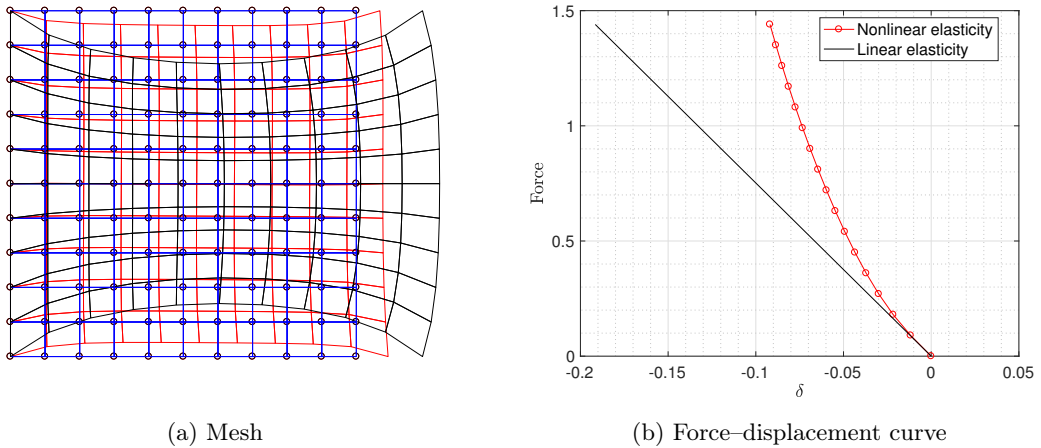 1.5
1
0.5
0
Force
Nonlinear elasticity
Linear elasticity
-0.2 -0.15 -0.1 -0.05 0 0.05
δ
(a) Mesh
(b) Force–displacement curve